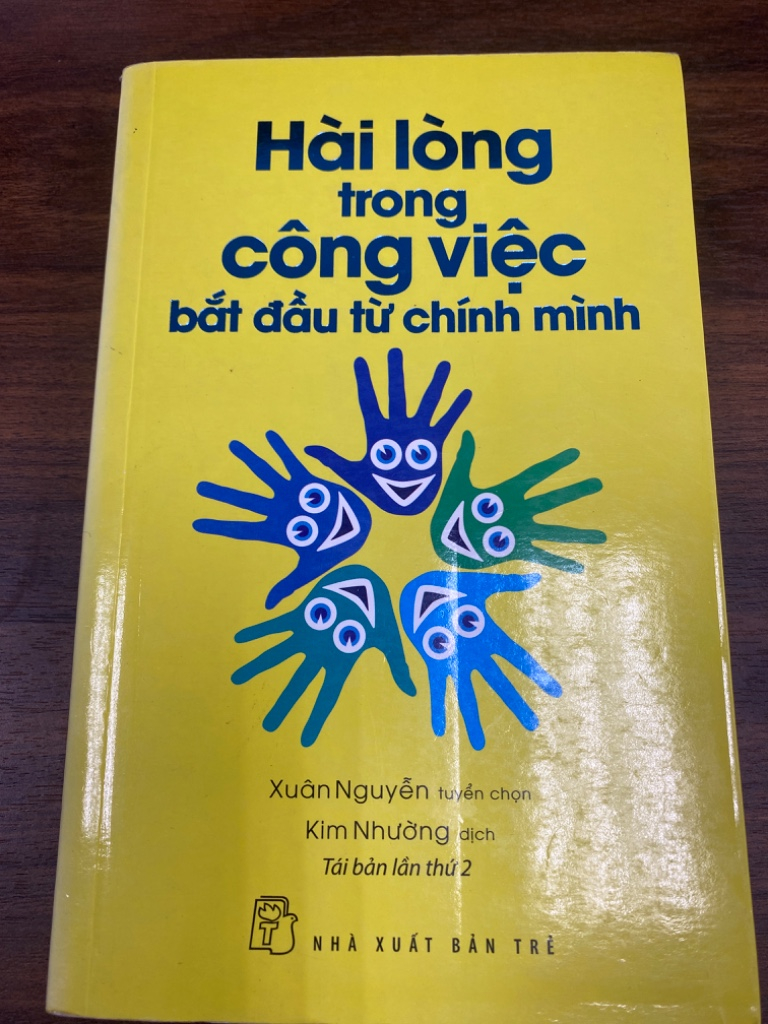 Hài lòng
trong
công việc
bắt đầu từ chính mình
Xuân Nguyễn tuyển chọn
Kim Nhường dịch
Tái bản lần thứ 2
T
NHÀ XUẤT BẢN TRẺ